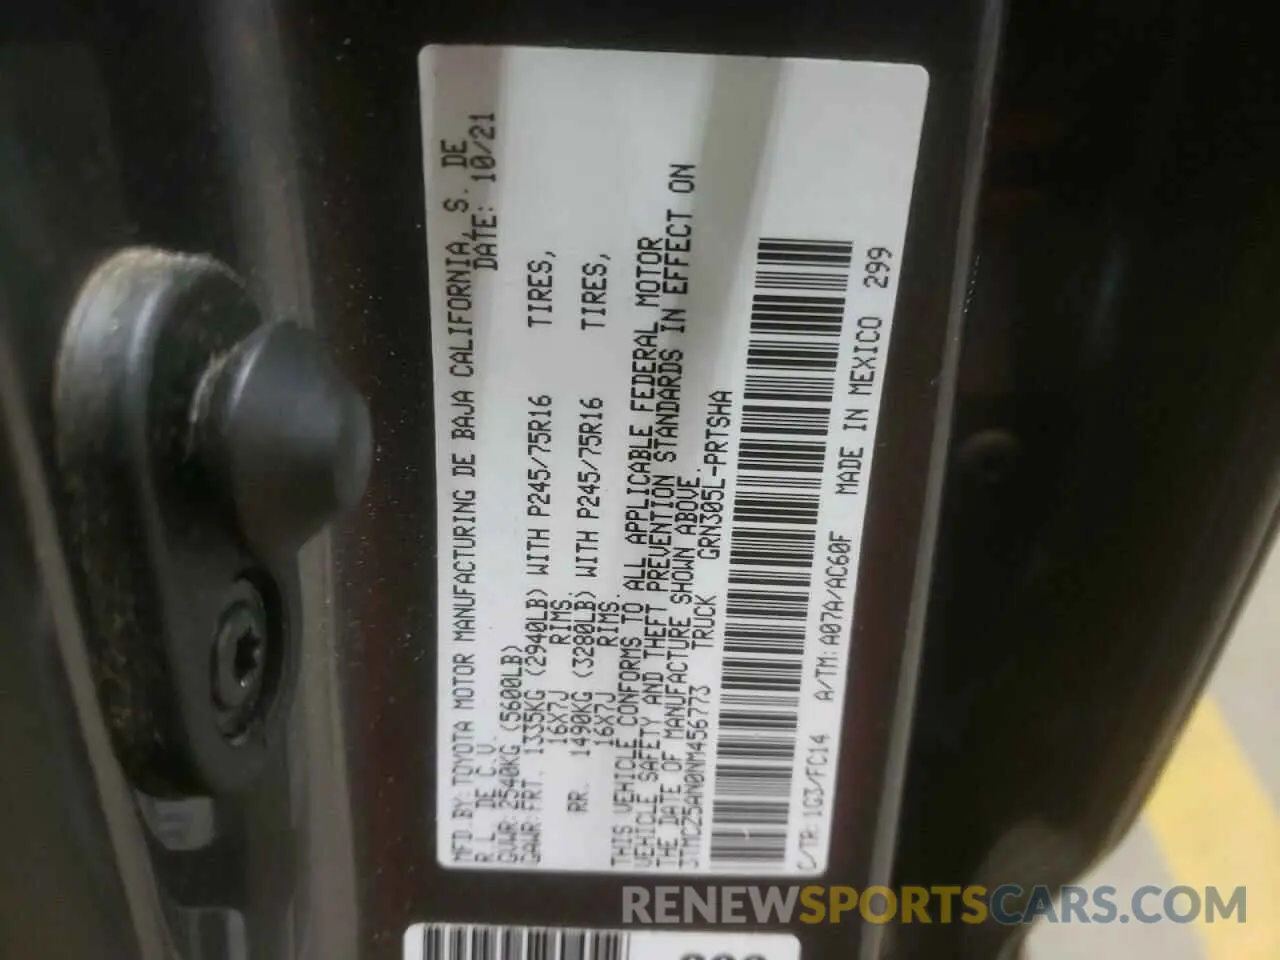 MFD BY: TOYOTA MOTOR MANUFACTURING DE BAJA CALIFORNIA, S. DE
R L. DE C.V. DATE: 10/21
GVWR: 2540KG (5600LB)
GAWR: FRT. 1335KG (2940LB) WITH P245/75R16 TIRES,
16X7J RIMS.
RR. 1490KG (3280LB) WITH P245/75R16 TIRES,
16X7J RIMS.
THIS VEHICLE CONFORMS TO ALL APPLICABLE FEDERAL MOTOR
VEHICLE SAFETY AND THEFT PREVENTION STANDARDS IN EFFECT ON
THE DATE OF MANUFACTURE SHOWN ABOVE.
3TMCZ5AN0NM456773 TRUCK GRN305L-PRTSHA
C/TR: 1G3/FC14 A/TM: A07A/AC60F MADE IN MEXICO 299
RENEWSPORTSCARS.COM